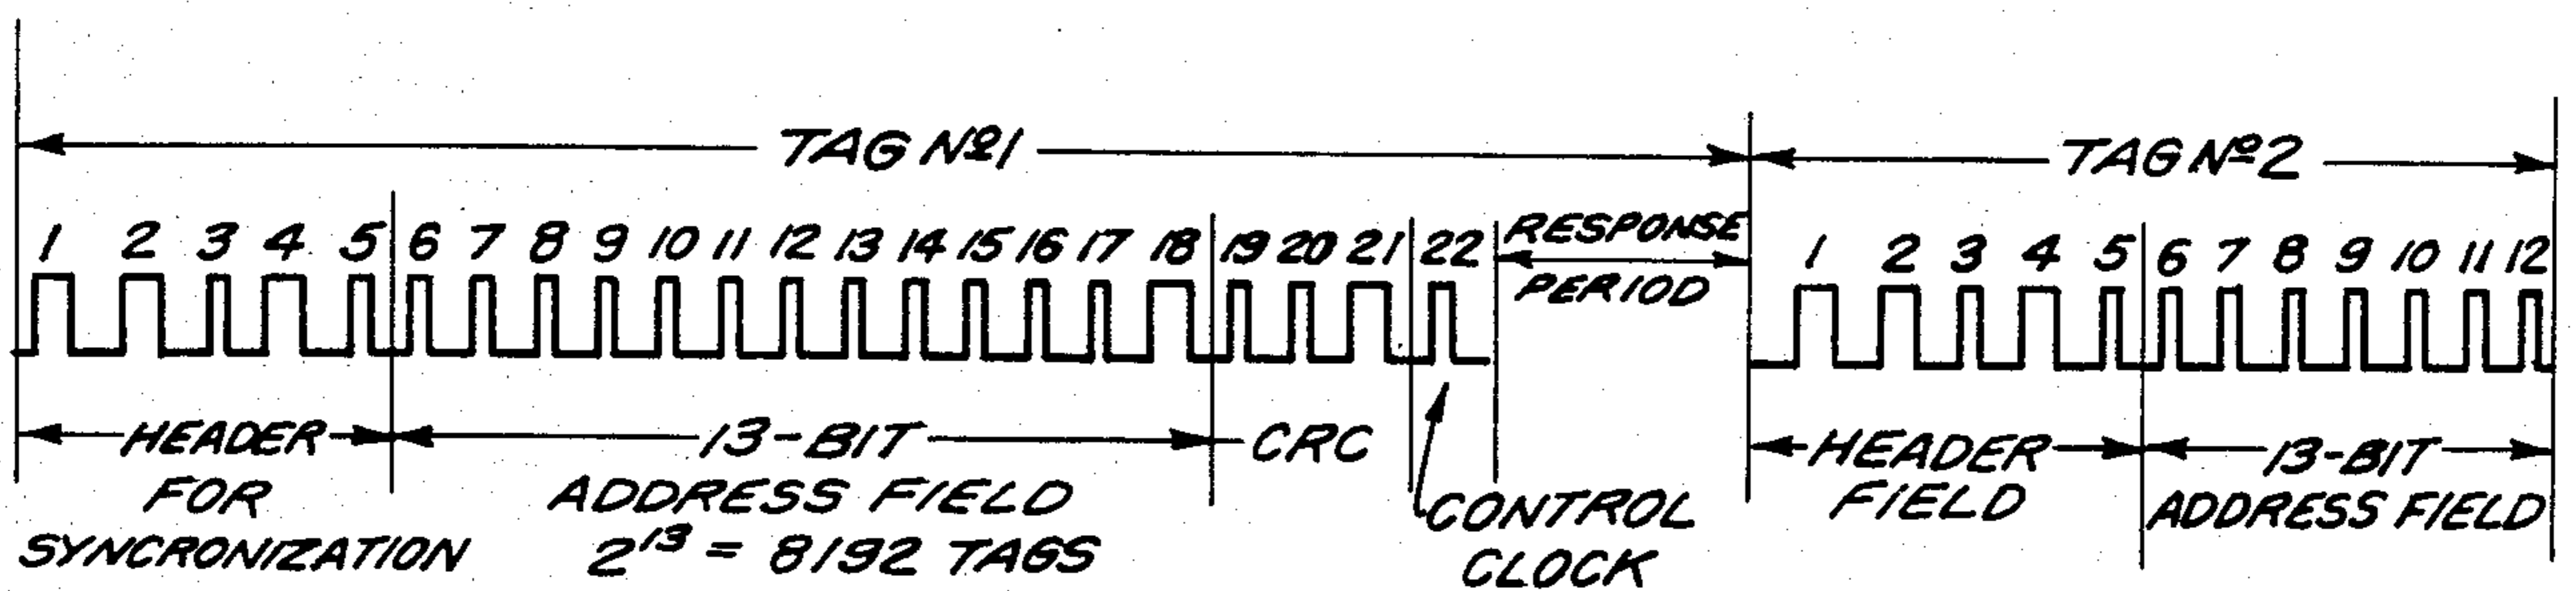 TAG Nº1
TAG Nº2
1 2 3 4 5 6 7 8 9 10 11 12 13 14 15 16 17 18 19 20 21 22
RESPONSE
PERIOD
1 2 3 4 5 6 7 8 9 10 11 12
HEADER
FOR
SYNCRONIZATION
13-BIT
ADDRESS FIELD
2¹³ = 8192 TAGS
CRC
CONTROL
CLOCK
HEADER
FIELD
13-BIT
ADDRESS FIELD